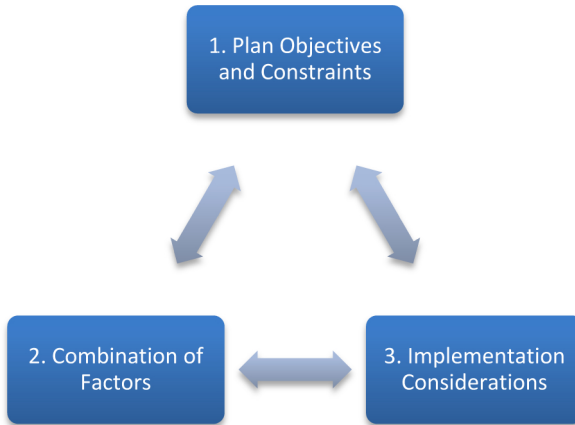 1. Plan Objectives
and Constraints
2. Combination of
Factors
3. Implementation
Considerations